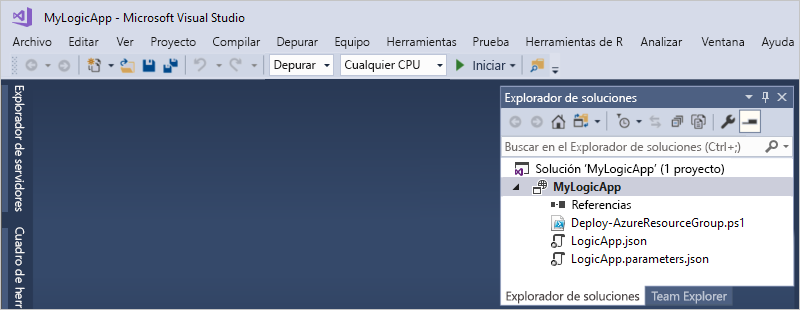 MyLogicApp - Microsoft Visual Studio
Archivo Editar Ver Proyecto Compilar Depurar Equipo Herramientas Prueba Herramientas de R Analizar Ventana Ayuda
Depurar Cualquier CPU Iniciar
Explorador de servidores
Cuadro de herr
Explorador de soluciones
Buscar en el Explorador de soluciones (Ctrl+;)
Solución 'MyLogicApp' (1 proyecto)
MyLogicApp
Referencias
Deploy-AzureResourceGroup.ps1
LogicApp.json
LogicApp.parameters.json
Explorador de soluciones Team Explorer